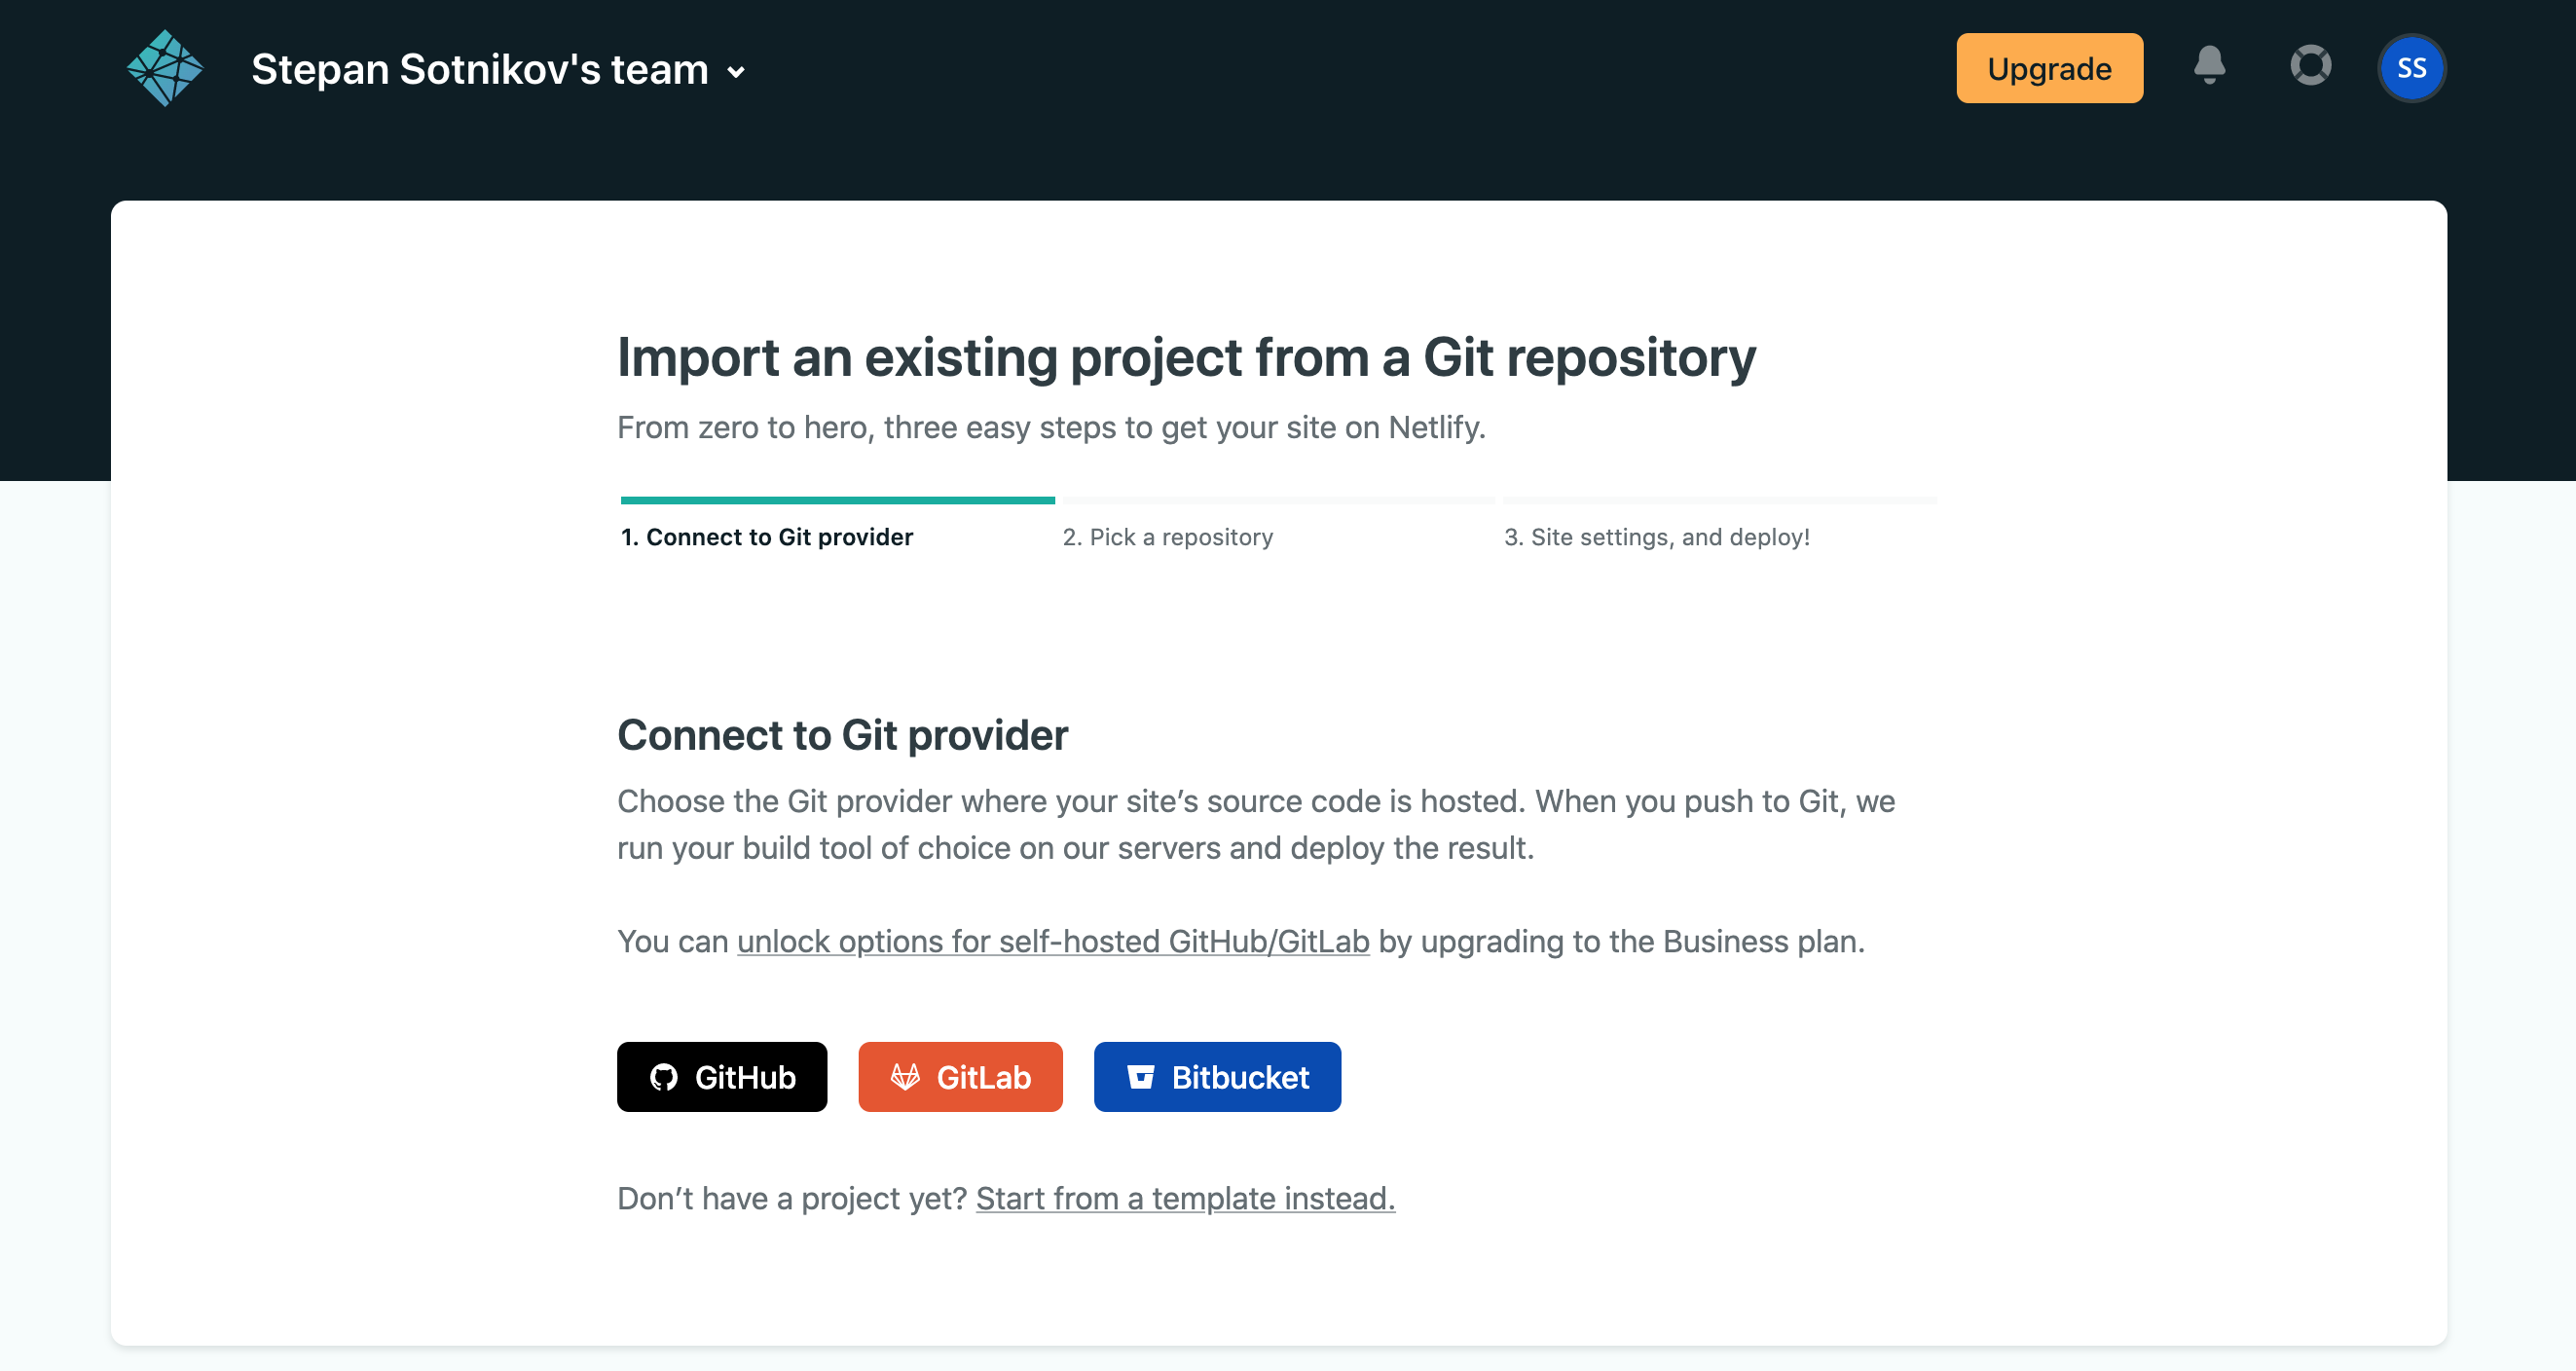 Stepan Sotnikov's team
Upgrade
SS
Import an existing project from a Git repository
From zero to hero, three easy steps to get your site on Netlify.
1. Connect to Git provider
2. Pick a repository
3. Site settings, and deploy!
Connect to Git provider
Choose the Git provider where your site’s source code is hosted. When you push to Git, we
run your build tool of choice on our servers and deploy the result.
You can unlock options for self-hosted GitHub/GitLab by upgrading to the Business plan.
GitHub
GitLab
Bitbucket
Don’t have a project yet? Start from a template instead.